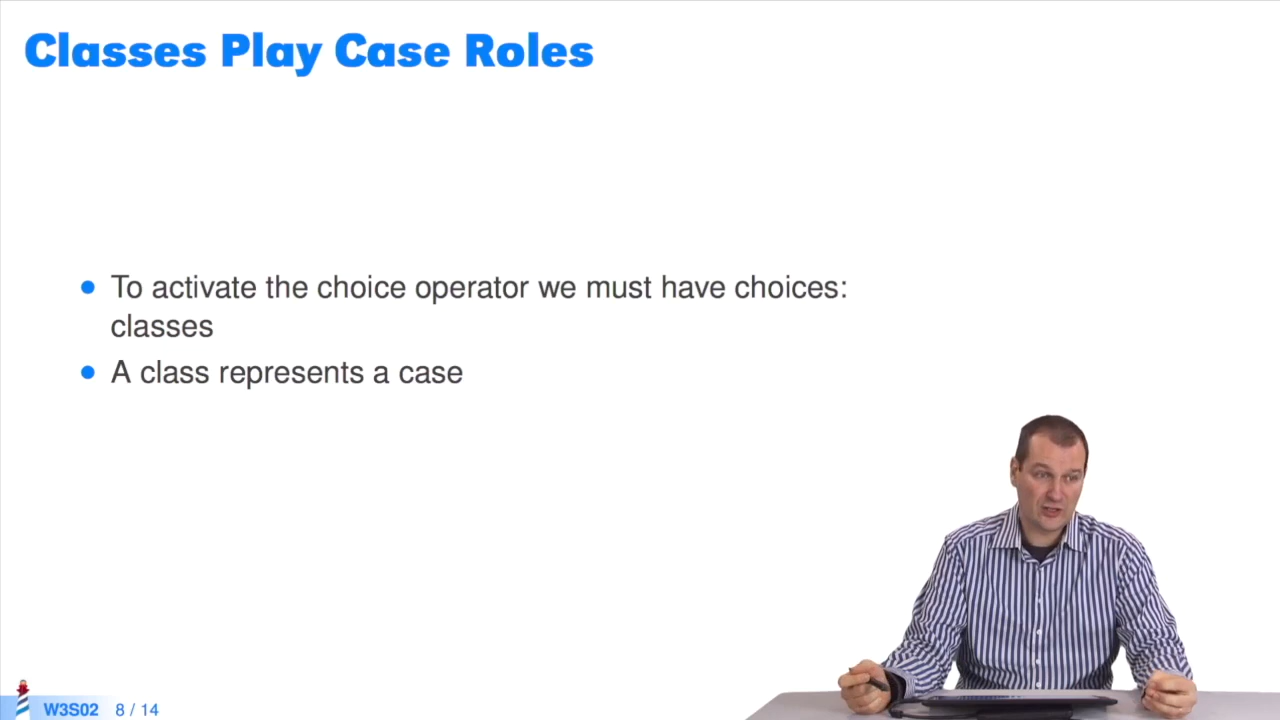 Classes Play Case Roles
To activate the choice operator we must have choices:
classes
A class represents a case
W3S02 8 / 14